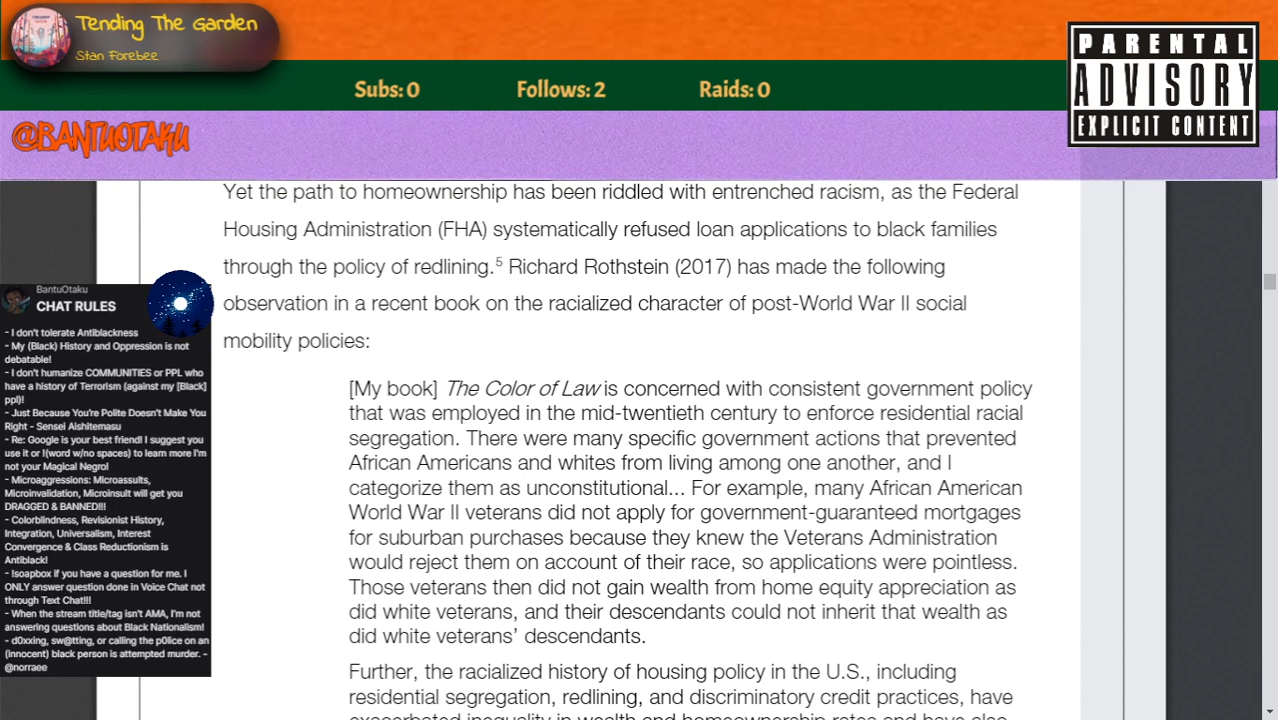 Tending The Garden
Stan Forebee
PARENTAL
ADVISORY
EXPLICIT CONTENT
Subs: 0
Follows: 2
Raids: 0
@BANTUOTAKU
Yet the path to homeownership has been riddled with entrenched racism, as the Federal
Housing Administration (FHA) systematically refused loan applications to black families
through the policy of redlining.⁵ Richard Rothstein (2017) has made the following
observation in a recent book on the racialized character of post-World War II social
mobility policies:
[My book] The Color of Law is concerned with consistent government policy
that was employed in the mid-twentieth century to enforce residential racial
segregation. There were many specific government actions that prevented
African Americans and whites from living among one another, and I
categorize them as unconstitutional... For example, many African American
World War II veterans did not apply for government-guaranteed mortgages
for suburban purchases because they knew the Veterans Administration
would reject them on account of their race, so applications were pointless.
Those veterans then did not gain wealth from home equity appreciation as
did white veterans, and their descendants could not inherit that wealth as
did white veterans' descendants.
Further, the racialized history of housing policy in the U.S., including
residential segregation, redlining, and discriminatory credit practices, have
exacerbated inequality in wealth and homeownership rates and have also
BantuOtaku
CHAT RULES
- I don't tolerate Antiblackness
- My (Black) History and Oppression is not
debatable!
- I don't humanize COMMUNITIES or PPL who
have a history of Terrorism (against my [Black]
ppl)!
- Just Because You're Polite Doesn't Make You
Right - Sensei Aishitemasu
- Re: Google is your best friend! I suggest you
use it or !(word w/no spaces) to learn more I'm
not your Magical Negro!
- Microaggressions: Microassults,
Microinvalidation, Microinsult will get you
DRAGGED & BANNED!!!
- Colorblindness, Revisionist History,
Integration, Universalism, Interest
Convergence & Class Reductionism is
Antiblack!
- !soapbox if you have a question for me. I
ONLY answer question done in Voice Chat not
through Text Chat!!!
- When the stream title/tag isn't AMA, I'm not
answering questions about Black Nationalism!
- d0xxing, sw@tting, or calling the p0lice on an
(innocent) black person is attempted murder. -
@norraee